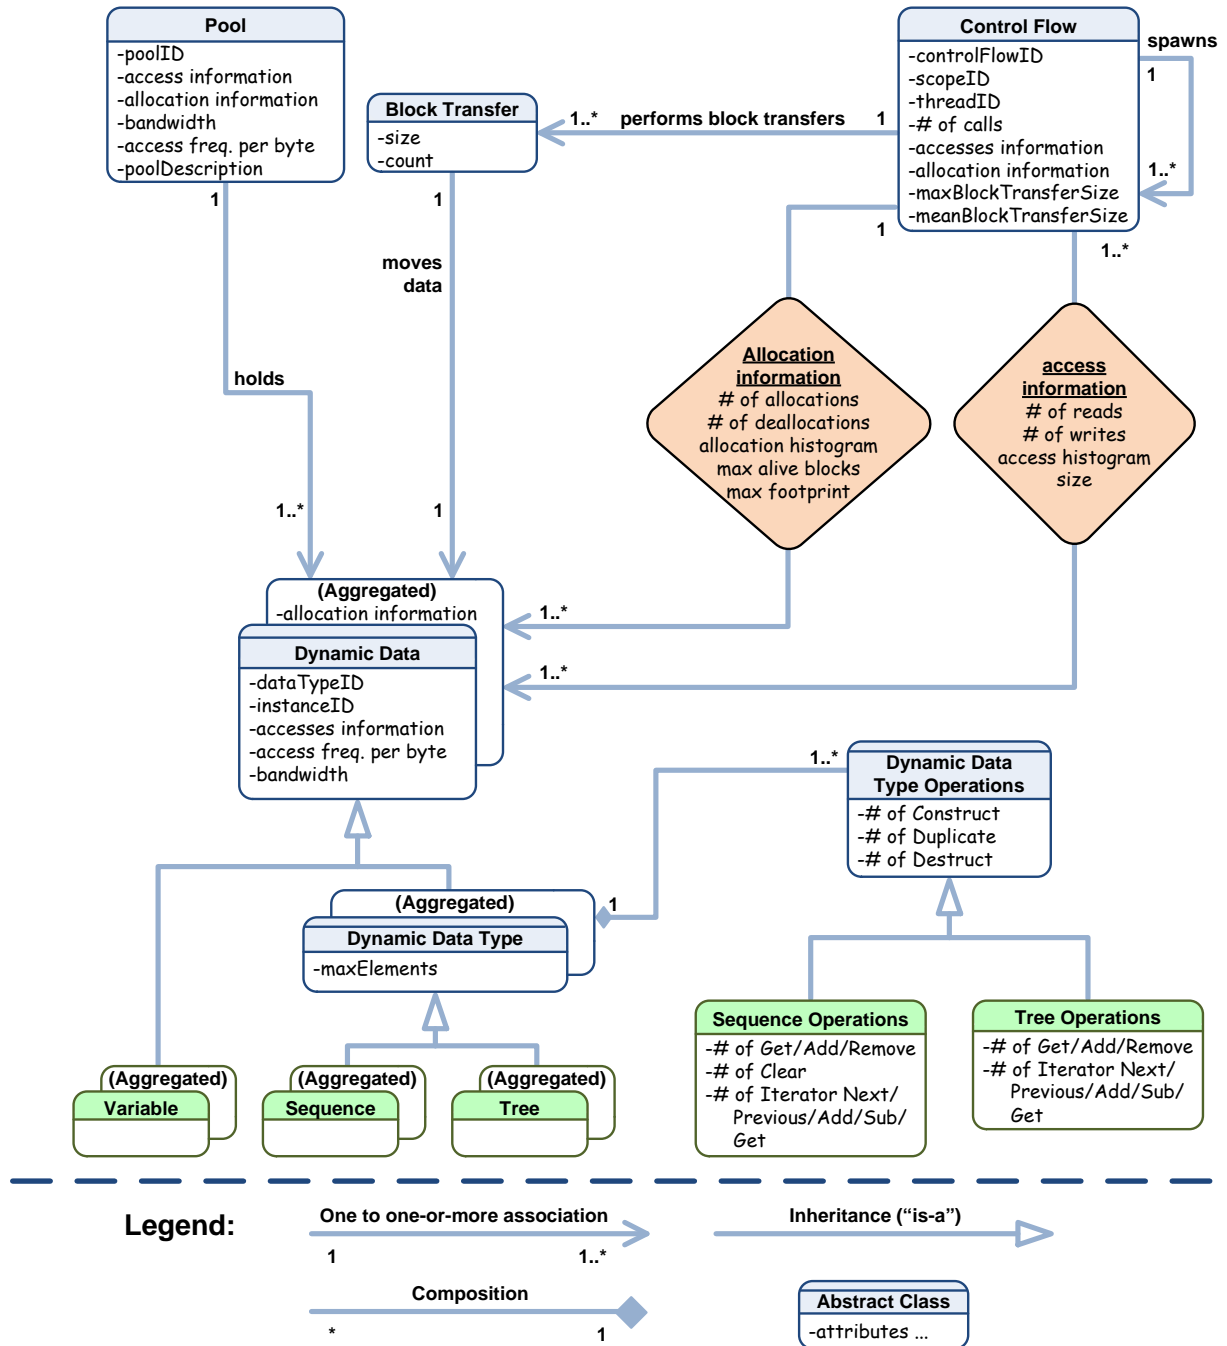 Pool
-poolID
-access information
-allocation information
-bandwidth
-access freq. per byte
-poolDescription
1
Block Transfer
-size
-count
1
1..*
performs block transfers
1
Control Flow
-controlFlowID
-scopeID
-threadID
-# of calls
-accesses information
-allocation information
-maxBlockTransferSize
-meanBlockTransferSize
spawns
1
1..*
1
1..*
moves
data
holds
1..*
1
Allocation
information
# of allocations
# of deallocations
allocation histogram
max alive blocks
max footprint
access
information
# of reads
# of writes
access histogram
size
(Aggregated)
-allocation information
1..*
Dynamic Data
-dataTypeID
-instanceID
-accesses information
-access freq. per byte
-bandwidth
1..*
1..*
Dynamic Data
Type Operations
-# of Construct
-# of Duplicate
-# of Destruct
(Aggregated)
1
Dynamic Data Type
-maxElements
(Aggregated)
Variable
(Aggregated)
Sequence
(Aggregated)
Tree
Sequence Operations
-# of Get/Add/Remove
-# of Clear
-# of Iterator Next/
Previous/Add/Sub/
Get
Tree Operations
-# of Get/Add/Remove
-# of Iterator Next/
Previous/Add/Sub/
Get
Legend:
One to one-or-more association
1
1..*
Inheritance (“is-a”)
Composition
*
1
Abstract Class
-attributes ...